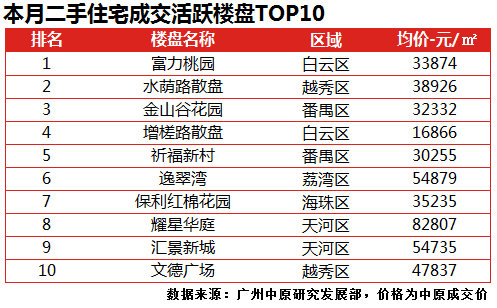 本月二手住宅成交活跃楼盘TOP10
排名 楼盘名称 区域 均价-元/㎡
1 富力桃园 白云区 33874
2 水荫路散盘 越秀区 38926
3 金山谷花园 番禺区 32332
4 增槎路散盘 白云区 16866
5 祈福新村 番禺区 30255
6 逸翠湾 荔湾区 54879
7 保利红棉花园 海珠区 35235
8 耀星华庭 天河区 82807
9 汇景新城 天河区 54735
10 文德广场 越秀区 47837
数据来源：广州中原研究发展部，价格为中原成交价